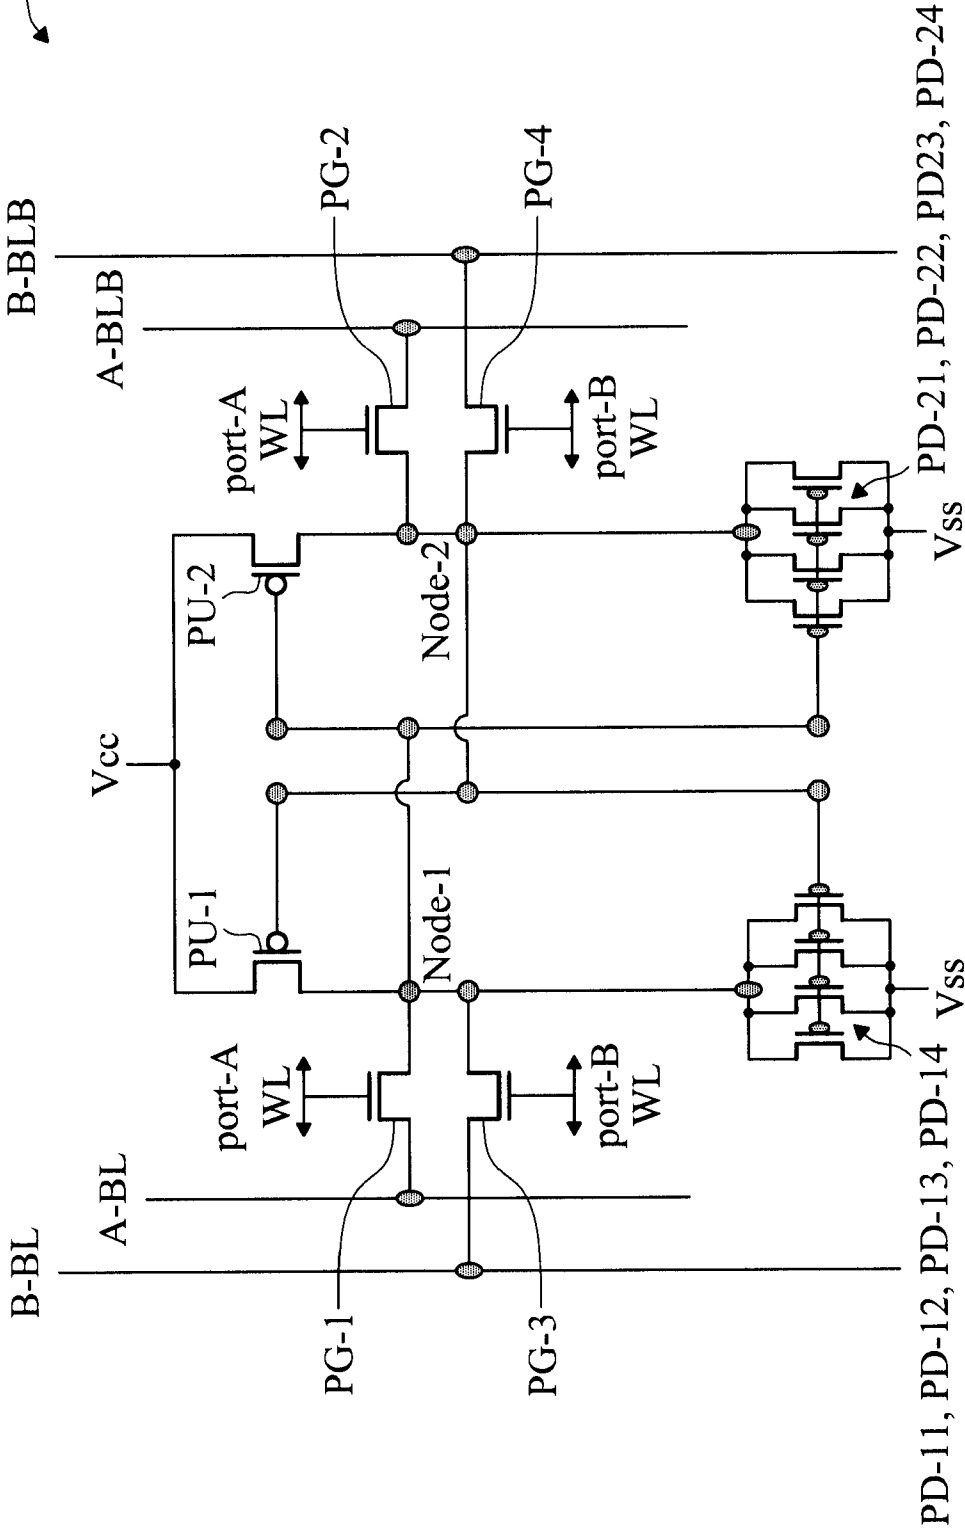 B-BL
B-BLB
A-BL
A-BLB
Vcc
PU-1
PU-2
port-A
WL
port-A
WL
PG-1
PG-2
Node-1
Node-2
PG-3
PG-4
port-B
WL
port-B
WL
Vss
Vss
PD-11, PD-12, PD-13, PD-14
PD-21, PD-22, PD23, PD-24